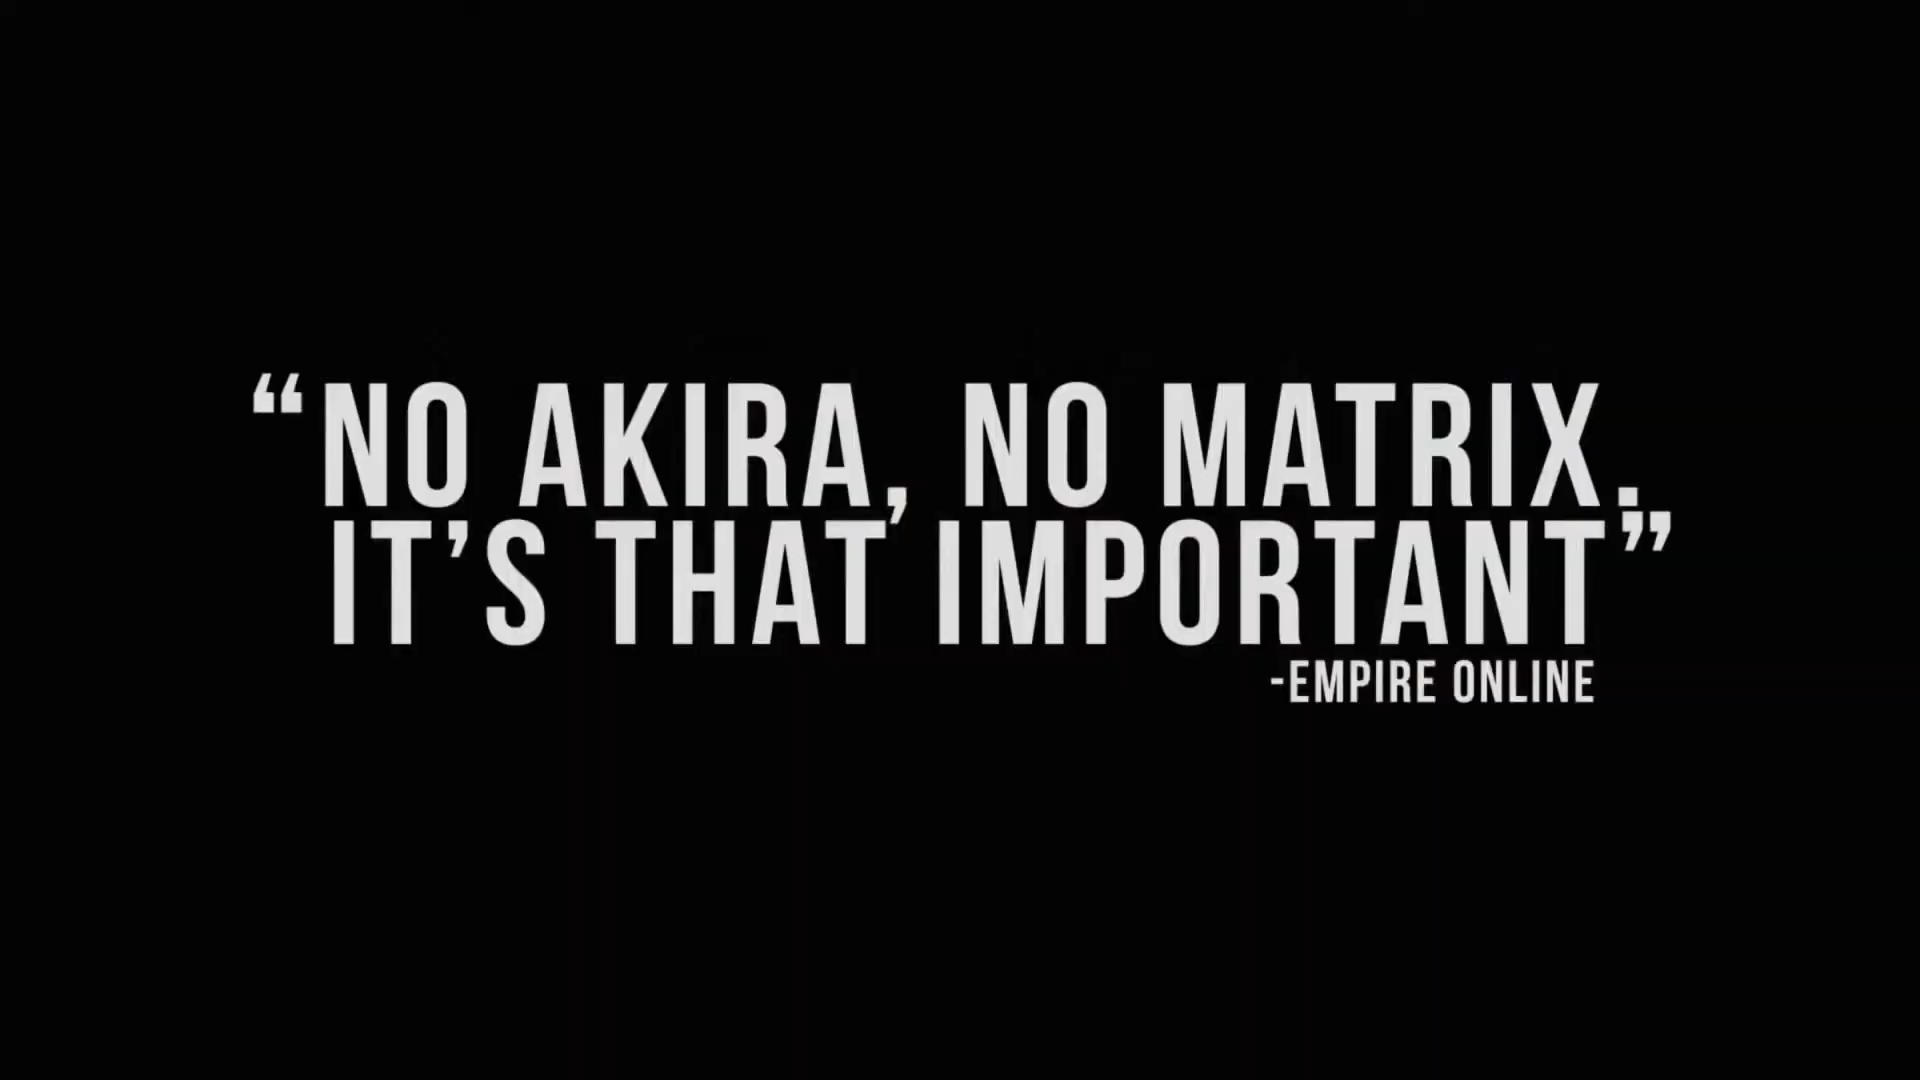 “NO AKIRA, NO MATRIX.
IT’S THAT IMPORTANT”
-EMPIRE ONLINE